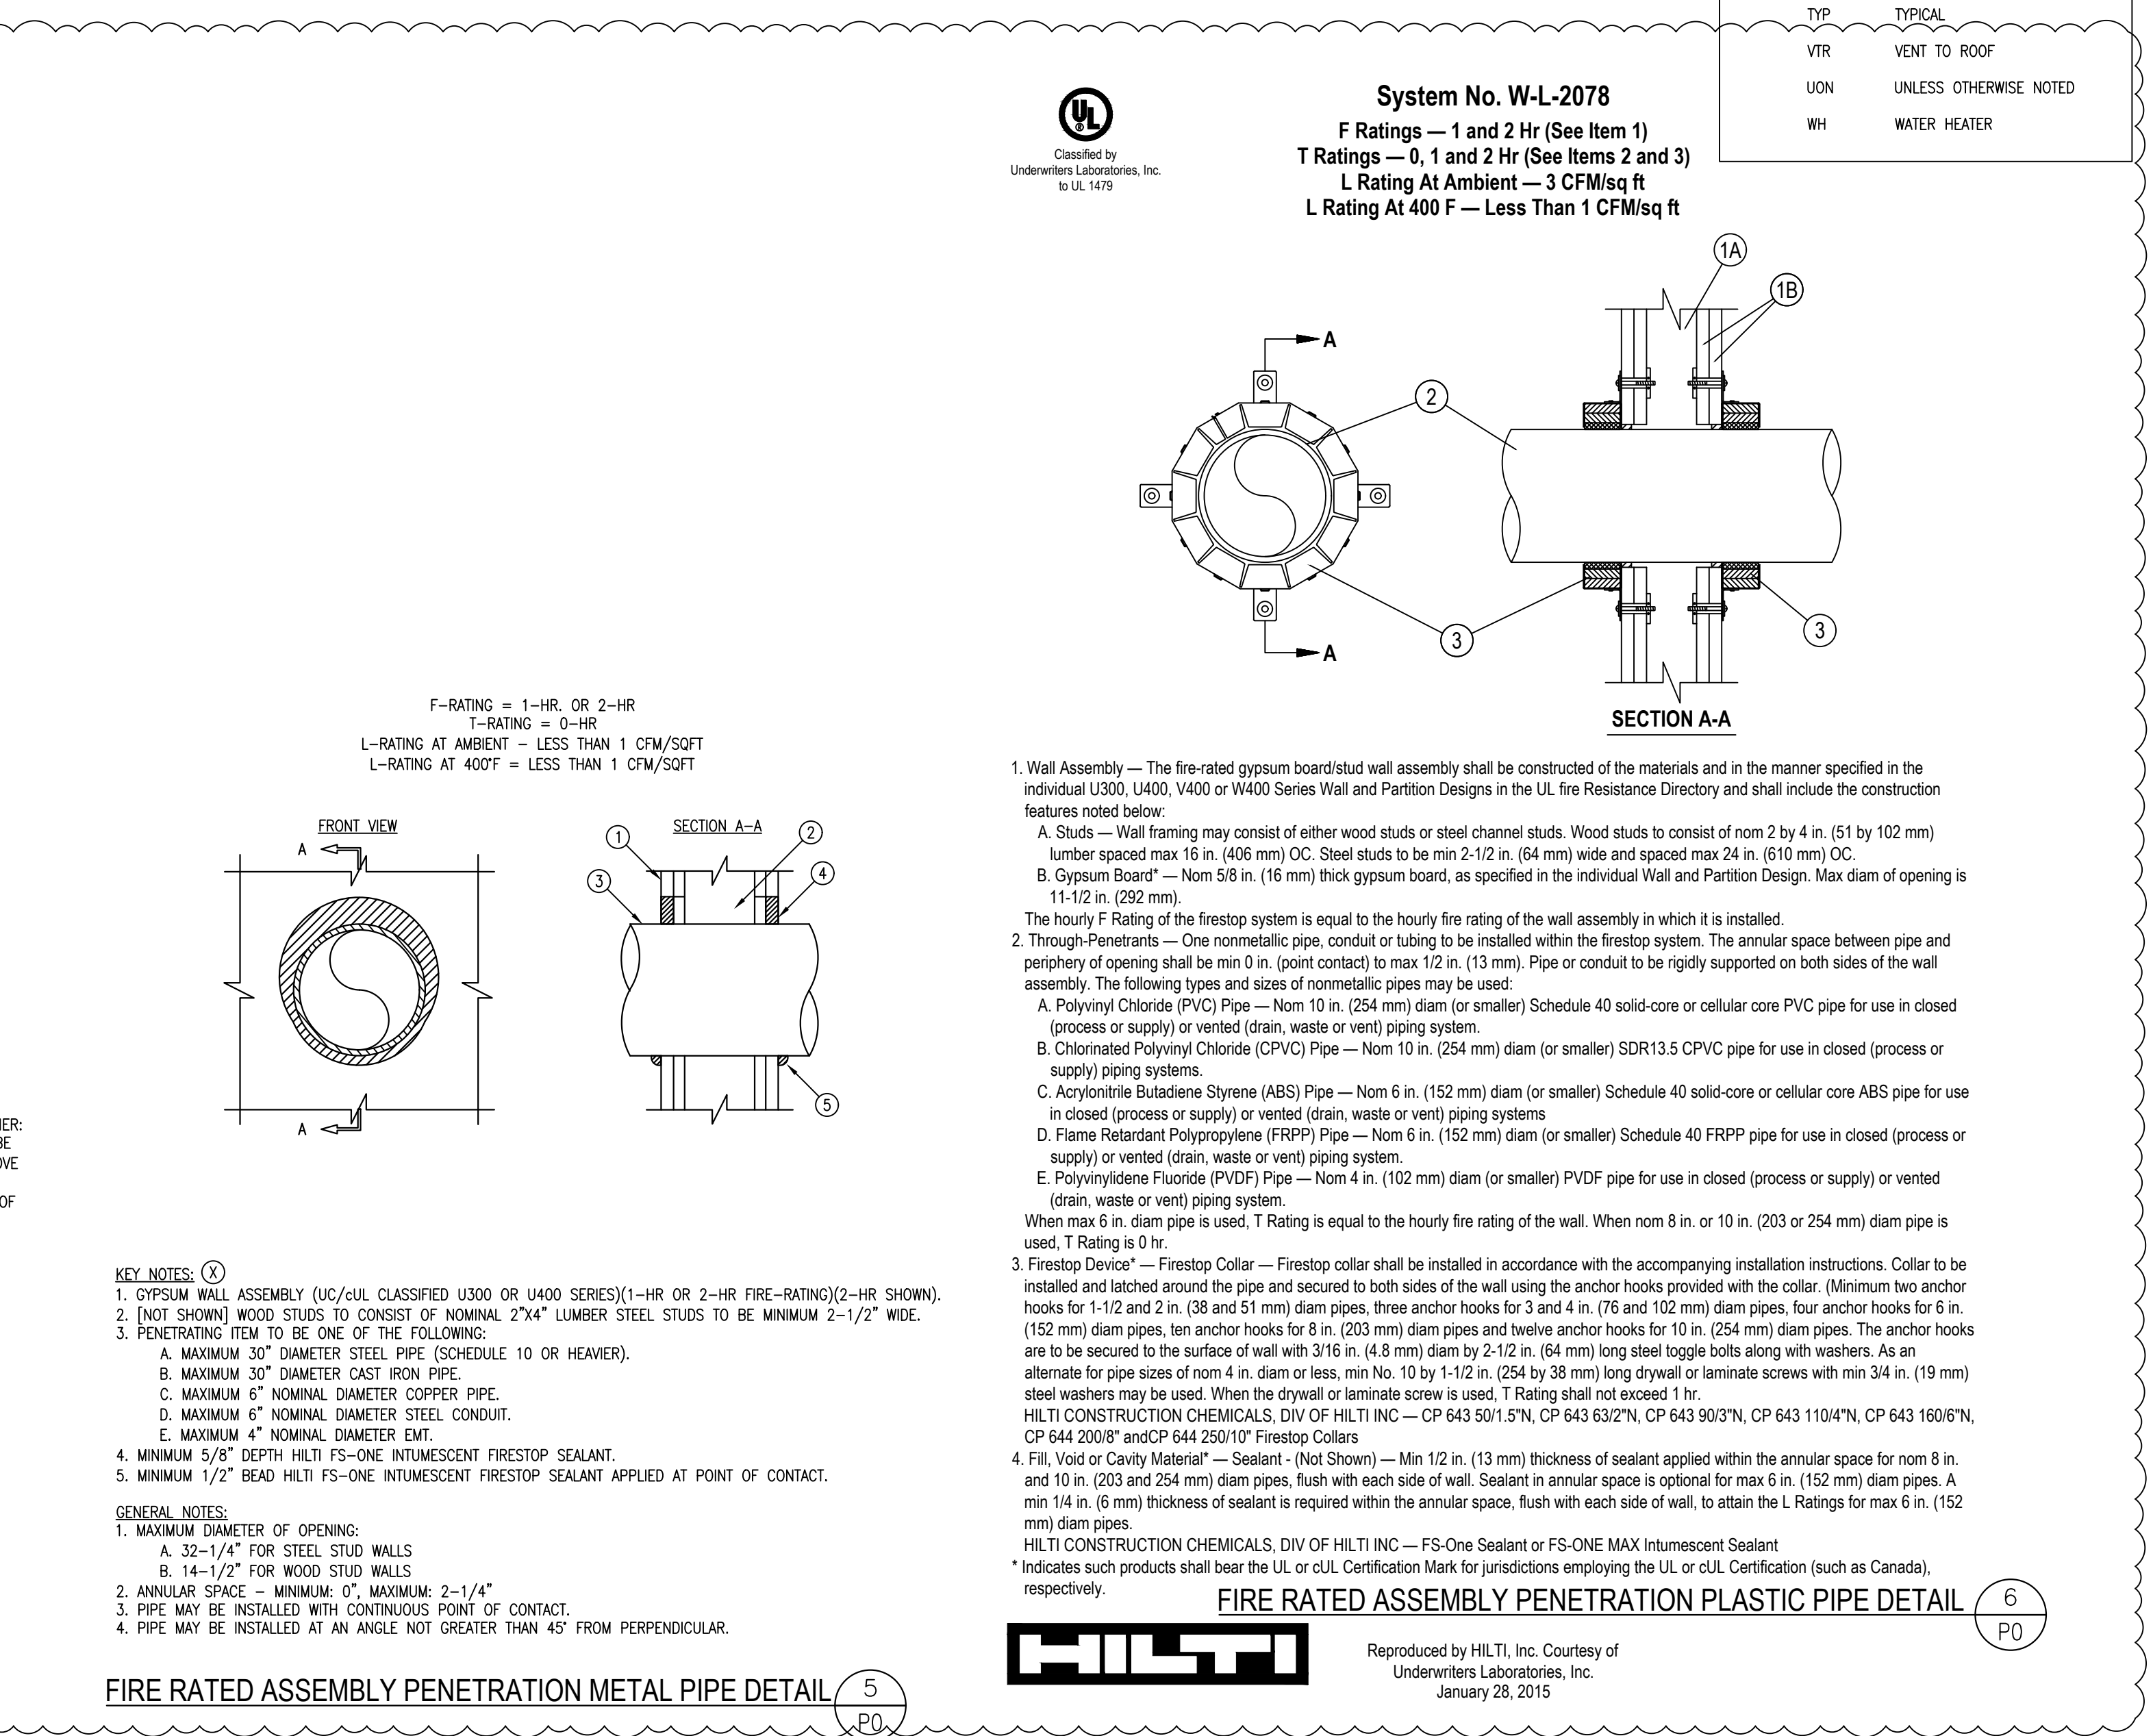 TYP TYPICAL
VTR VENT TO ROOF
UON UNLESS OTHERWISE NOTED
WH WATER HEATER
UL
®
Classified by
Underwriters Laboratories, Inc.
to UL 1479
System No. W-L-2078
F Ratings — 1 and 2 Hr (See Item 1)
T Ratings — 0, 1 and 2 Hr (See Items 2 and 3)
L Rating At Ambient — 3 CFM/sq ft
L Rating At 400 F — Less Than 1 CFM/sq ft
1A
1B
A
2
3
3
A
SECTION A-A
F-RATING = 1-HR. OR 2-HR
T-RATING = 0-HR
L-RATING AT AMBIENT - LESS THAN 1 CFM/SQFT
L-RATING AT 400°F = LESS THAN 1 CFM/SQFT
FRONT VIEW
A
A
SECTION A-A
1
2
3
4
5
IER:
BE
OVE
OF
KEY NOTES: X
1. GYPSUM WALL ASSEMBLY (UC/cUL CLASSIFIED U300 OR U400 SERIES)(1-HR OR 2-HR FIRE-RATING)(2-HR SHOWN).
2. [NOT SHOWN] WOOD STUDS TO CONSIST OF NOMINAL 2"X4" LUMBER STEEL STUDS TO BE MINIMUM 2-1/2" WIDE.
3. PENETRATING ITEM TO BE ONE OF THE FOLLOWING:
A. MAXIMUM 30" DIAMETER STEEL PIPE (SCHEDULE 10 OR HEAVIER).
B. MAXIMUM 30" DIAMETER CAST IRON PIPE.
C. MAXIMUM 6" NOMINAL DIAMETER COPPER PIPE.
D. MAXIMUM 6" NOMINAL DIAMETER STEEL CONDUIT.
E. MAXIMUM 4" NOMINAL DIAMETER EMT.
4. MINIMUM 5/8" DEPTH HILTI FS-ONE INTUMESCENT FIRESTOP SEALANT.
5. MINIMUM 1/2" BEAD HILTI FS-ONE INTUMESCENT FIRESTOP SEALANT APPLIED AT POINT OF CONTACT.
GENERAL NOTES:
1. MAXIMUM DIAMETER OF OPENING:
A. 32-1/4" FOR STEEL STUD WALLS
B. 14-1/2" FOR WOOD STUD WALLS
2. ANNULAR SPACE - MINIMUM: 0", MAXIMUM: 2-1/4"
3. PIPE MAY BE INSTALLED WITH CONTINUOUS POINT OF CONTACT.
4. PIPE MAY BE INSTALLED AT AN ANGLE NOT GREATER THAN 45° FROM PERPENDICULAR.
FIRE RATED ASSEMBLY PENETRATION METAL PIPE DETAIL 5
P0
1. Wall Assembly — The fire-rated gypsum board/stud wall assembly shall be constructed of the materials and in the manner specified in the
individual U300, U400, V400 or W400 Series Wall and Partition Designs in the UL fire Resistance Directory and shall include the construction
features noted below:
A. Studs — Wall framing may consist of either wood studs or steel channel studs. Wood studs to consist of nom 2 by 4 in. (51 by 102 mm)
lumber spaced max 16 in. (406 mm) OC. Steel studs to be min 2-1/2 in. (64 mm) wide and spaced max 24 in. (610 mm) OC.
B. Gypsum Board* — Nom 5/8 in. (16 mm) thick gypsum board, as specified in the individual Wall and Partition Design. Max diam of opening is
11-1/2 in. (292 mm).
The hourly F Rating of the firestop system is equal to the hourly fire rating of the wall assembly in which it is installed.
2. Through-Penetrants — One nonmetallic pipe, conduit or tubing to be installed within the firestop system. The annular space between pipe and
periphery of opening shall be min 0 in. (point contact) to max 1/2 in. (13 mm). Pipe or conduit to be rigidly supported on both sides of the wall
assembly. The following types and sizes of nonmetallic pipes may be used:
A. Polyvinyl Chloride (PVC) Pipe — Nom 10 in. (254 mm) diam (or smaller) Schedule 40 solid-core or cellular core PVC pipe for use in closed
(process or supply) or vented (drain, waste or vent) piping system.
B. Chlorinated Polyvinyl Chloride (CPVC) Pipe — Nom 10 in. (254 mm) diam (or smaller) SDR13.5 CPVC pipe for use in closed (process or
supply) piping systems.
C. Acrylonitrile Butadiene Styrene (ABS) Pipe — Nom 6 in. (152 mm) diam (or smaller) Schedule 40 solid-core or cellular core ABS pipe for use
in closed (process or supply) or vented (drain, waste or vent) piping systems
D. Flame Retardant Polypropylene (FRPP) Pipe — Nom 6 in. (152 mm) diam (or smaller) Schedule 40 FRPP pipe for use in closed (process or
supply) or vented (drain, waste or vent) piping system.
E. Polyvinylidene Fluoride (PVDF) Pipe — Nom 4 in. (102 mm) diam (or smaller) PVDF pipe for use in closed (process or supply) or vented
(drain, waste or vent) piping system.
When max 6 in. diam pipe is used, T Rating is equal to the hourly fire rating of the wall. When nom 8 in. or 10 in. (203 or 254 mm) diam pipe is
used, T Rating is 0 hr.
3. Firestop Device* — Firestop Collar — Firestop collar shall be installed in accordance with the accompanying installation instructions. Collar to be
installed and latched around the pipe and secured to both sides of the wall using the anchor hooks provided with the collar. (Minimum two anchor
hooks for 1-1/2 and 2 in. (38 and 51 mm) diam pipes, three anchor hooks for 3 and 4 in. (76 and 102 mm) diam pipes, four anchor hooks for 6 in.
(152 mm) diam pipes, ten anchor hooks for 8 in. (203 mm) diam pipes and twelve anchor hooks for 10 in. (254 mm) diam pipes. The anchor hooks
are to be secured to the surface of wall with 3/16 in. (4.8 mm) diam by 2-1/2 in. (64 mm) long steel toggle bolts along with washers. As an
alternate for pipe sizes of nom 4 in. diam or less, min No. 10 by 1-1/2 in. (254 by 38 mm) long drywall or laminate screws with min 3/4 in. (19 mm)
steel washers may be used. When the drywall or laminate screw is used, T Rating shall not exceed 1 hr.
HILTI CONSTRUCTION CHEMICALS, DIV OF HILTI INC — CP 643 50/1.5"N, CP 643 63/2"N, CP 643 90/3"N, CP 643 110/4"N, CP 643 160/6"N,
CP 644 200/8" andCP 644 250/10" Firestop Collars
4. Fill, Void or Cavity Material* — Sealant - (Not Shown) — Min 1/2 in. (13 mm) thickness of sealant applied within the annular space for nom 8 in.
and 10 in. (203 and 254 mm) diam pipes, flush with each side of wall. Sealant in annular space is optional for max 6 in. (152 mm) diam pipes. A
min 1/4 in. (6 mm) thickness of sealant is required within the annular space, flush with each side of wall, to attain the L Ratings for max 6 in. (152
mm) diam pipes.
HILTI CONSTRUCTION CHEMICALS, DIV OF HILTI INC — FS-One Sealant or FS-ONE MAX Intumescent Sealant
* Indicates such products shall bear the UL or cUL Certification Mark for jurisdictions employing the UL or cUL Certification (such as Canada),
respectively.
FIRE RATED ASSEMBLY PENETRATION PLASTIC PIPE DETAIL 6
P0
HILTI
Reproduced by HILTI, Inc. Courtesy of
Underwriters Laboratories, Inc.
January 28, 2015